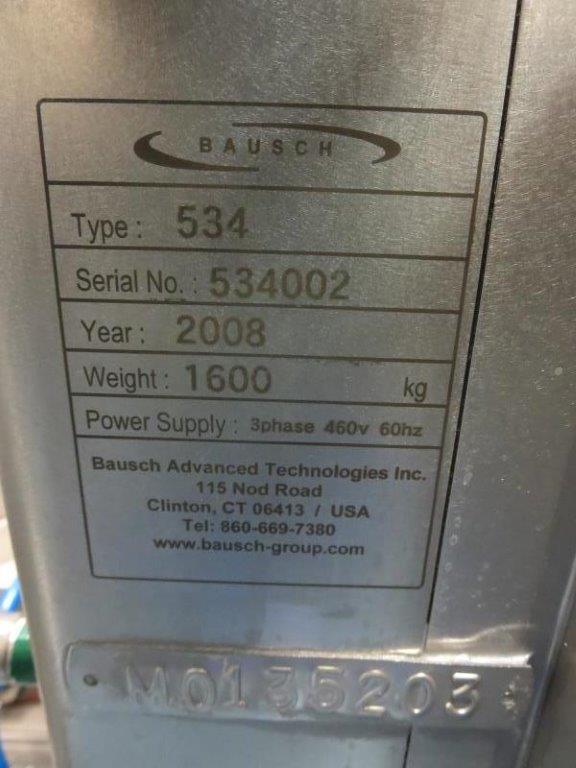 BAUSCH
Type : 534
Serial No. : 534002
Year : 2008
Weight : 1600 kg
Power Supply : 3phase 460v 60hz
Bausch Advanced Technologies Inc.
115 Nod Road
Clinton, CT 06413 / USA
Tel: 860-669-7380
www.bausch-group.com
M0135203